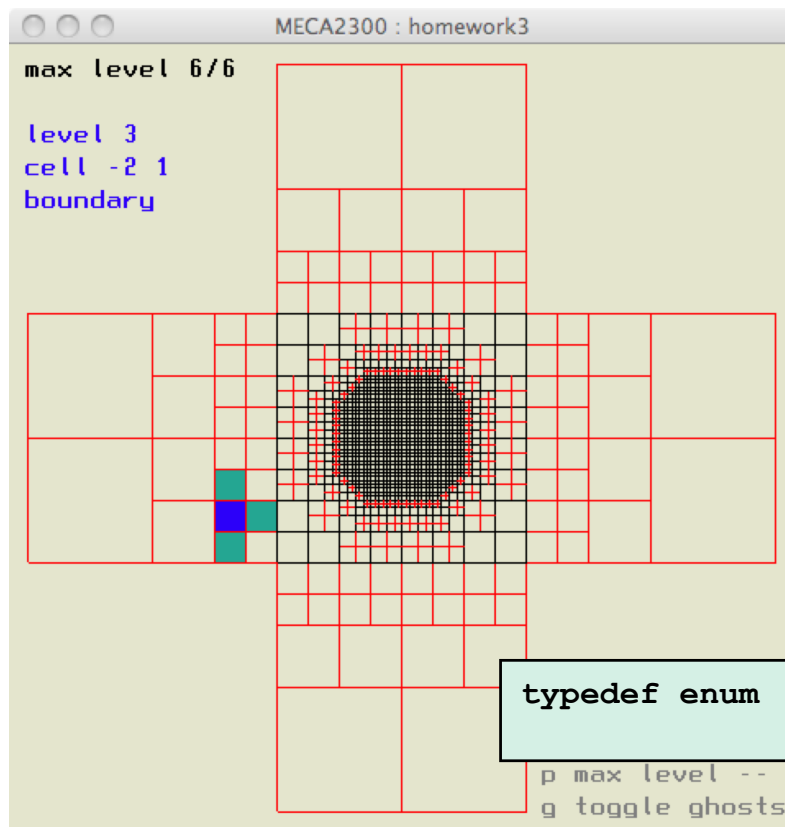 MECA2300 : homework3
max level 6/6
level 3
cell -2 1
boundary
typedef enum
p max level --
g toggle ghosts